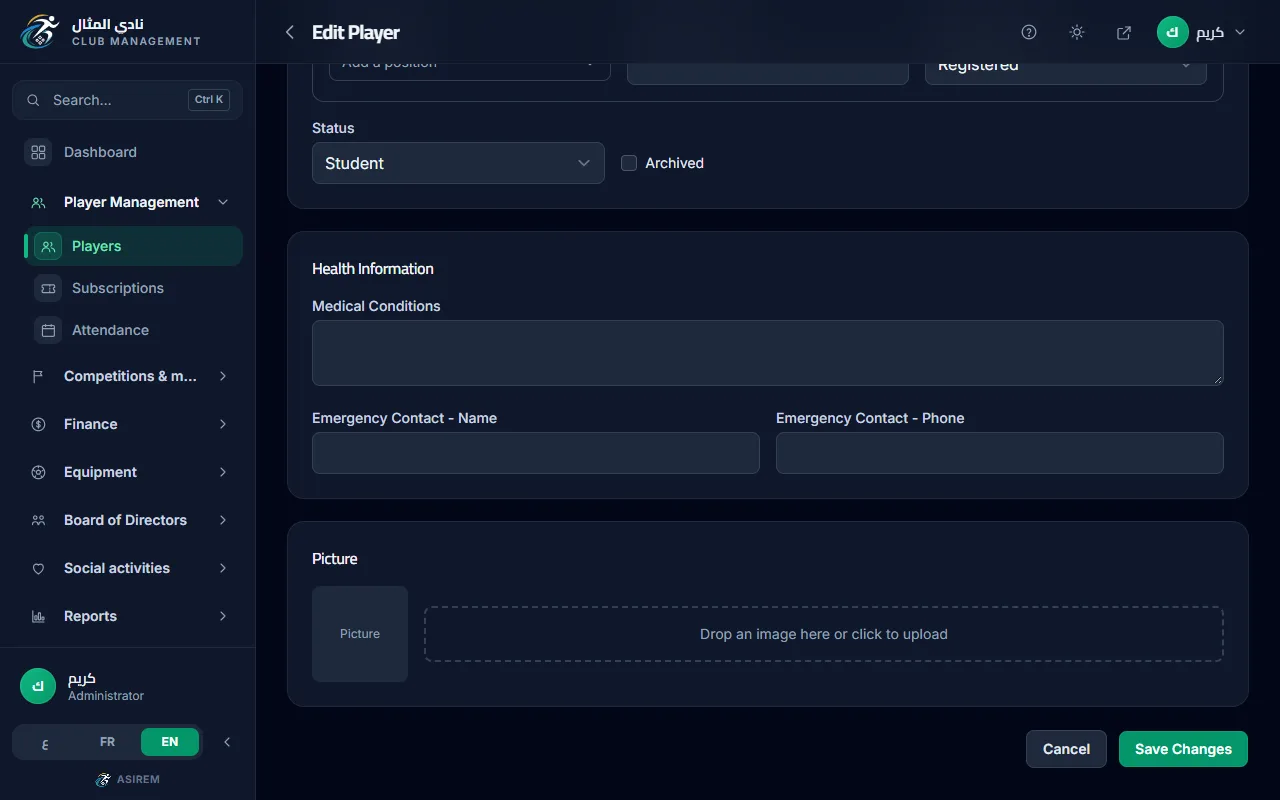 نادي المثال
CLUB MANAGEMENT
Edit Player
ك
كريم
Search...
Ctrl K
Dashboard
Player Management
Players
Subscriptions
Attendance
Competitions & m...
Finance
Equipment
Board of Directors
Social activities
Reports
ك
كريم
Administrator
ع
FR
EN
ASIREM
Add a position
Registered
Status
Student
Archived
Health Information
Medical Conditions
Emergency Contact - Name
Emergency Contact - Phone
Picture
Picture
Drop an image here or click to upload
Cancel
Save Changes